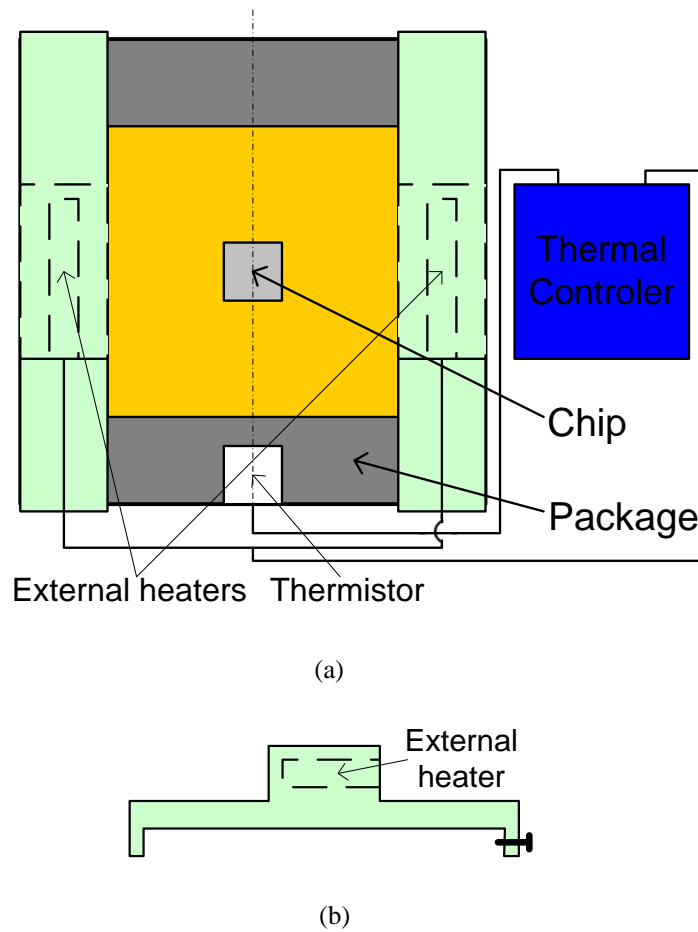 Thermal
Controler
Chip
Package
External heaters
Thermistor
(a)
External
heater
(b)